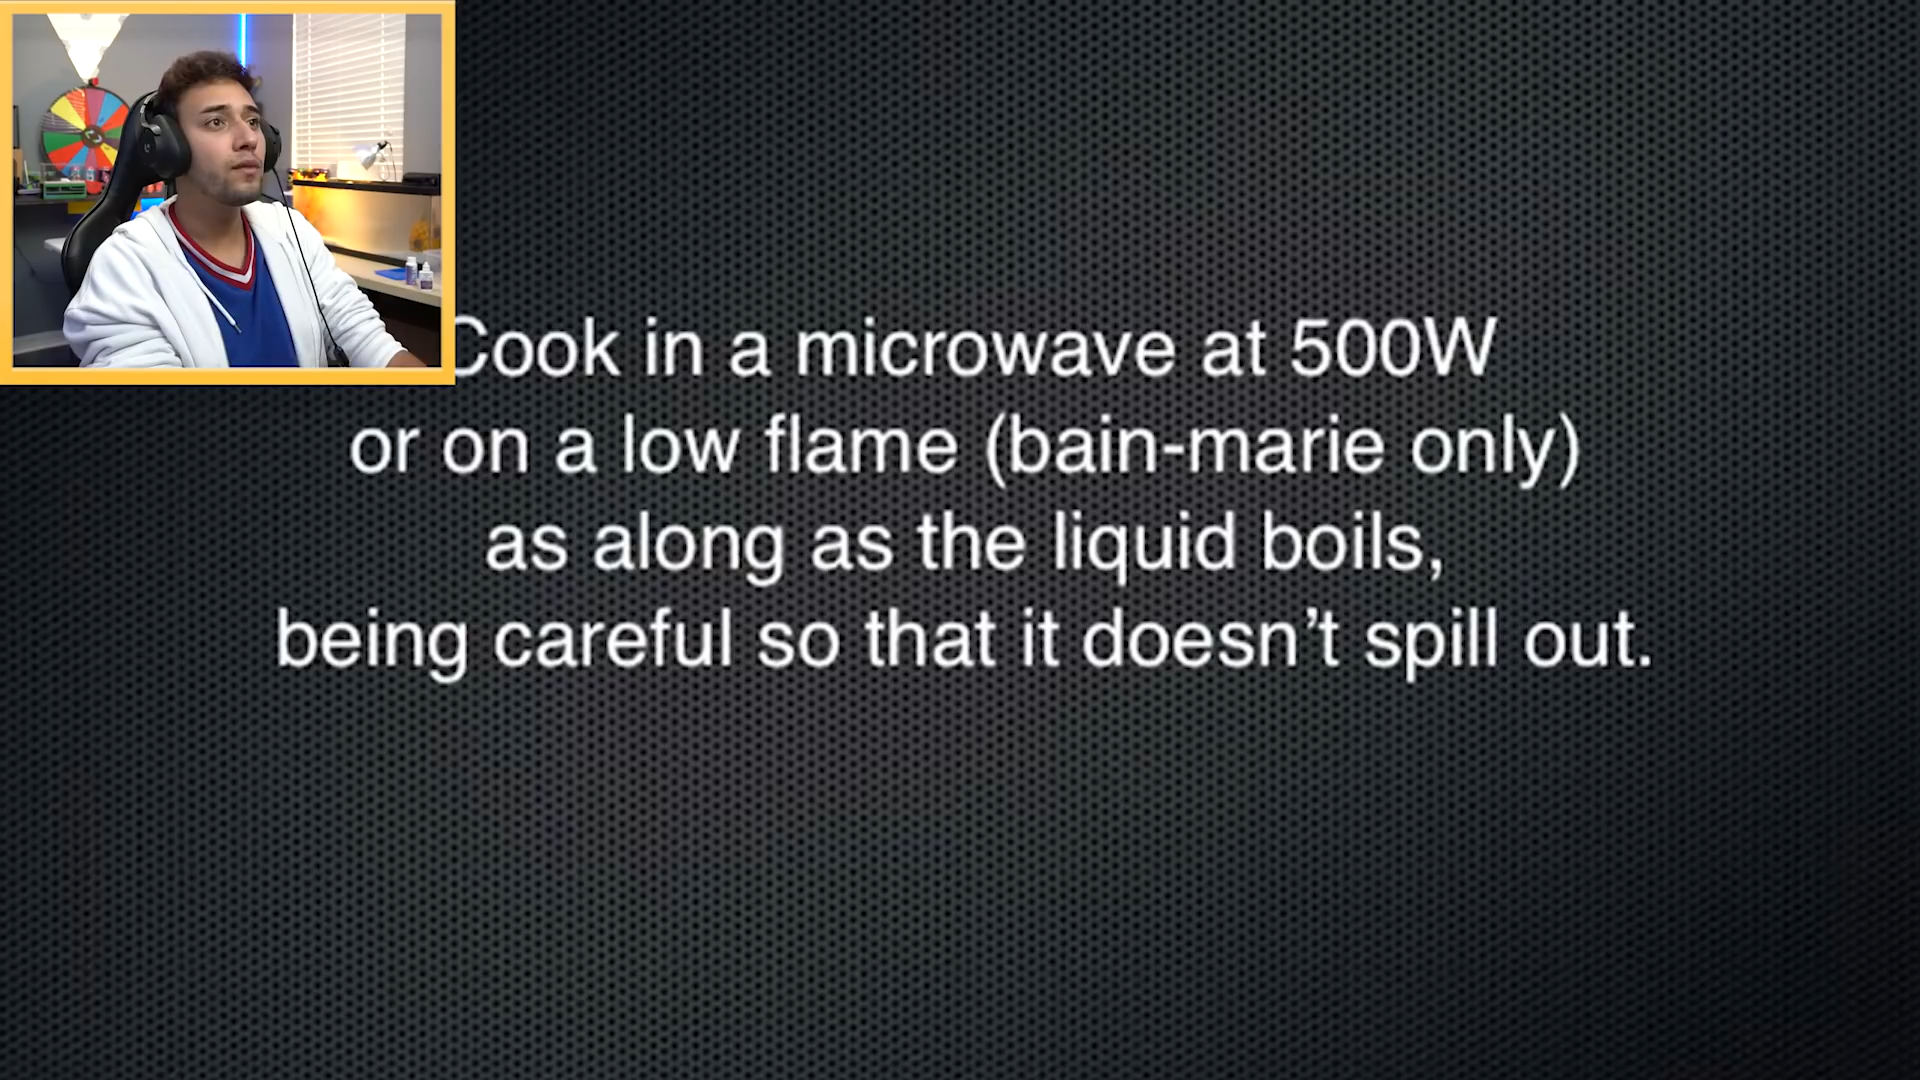 Cook in a microwave at 500W
or on a low flame (bain-marie only)
as along as the liquid boils,
being careful so that it doesn't spill out.